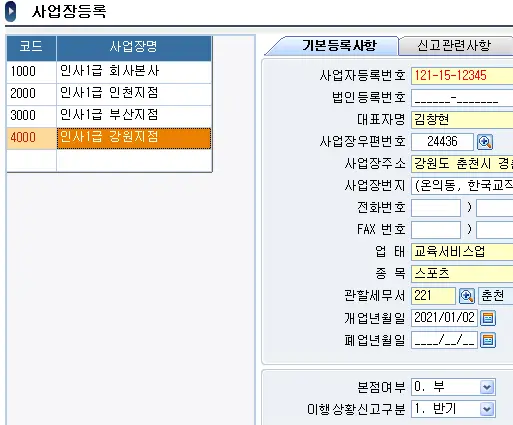 사업장등록
코드 사업장명
1000 인사1급 회사본사
2000 인사1급 인천지점
3000 인사1급 부산지점
4000 인사1급 강원지점
기본등록사항 신고관련사항
사업자등록번호 121-15-12345
법인등록번호 ______-_______
대표자명 김창현
사업장우편번호 24436
사업장주소 강원도 춘천시
사업장번지 (온의동, 한국교직
전화번호 )
FAX 번호 )
업 태 교육서비스업
종 목 스포츠
관할세무서 221 춘천
개업년월일 2021/01/02
폐업년월일 ____/__/__
본점여부 0. 부
이행상황신고구분 1. 반기